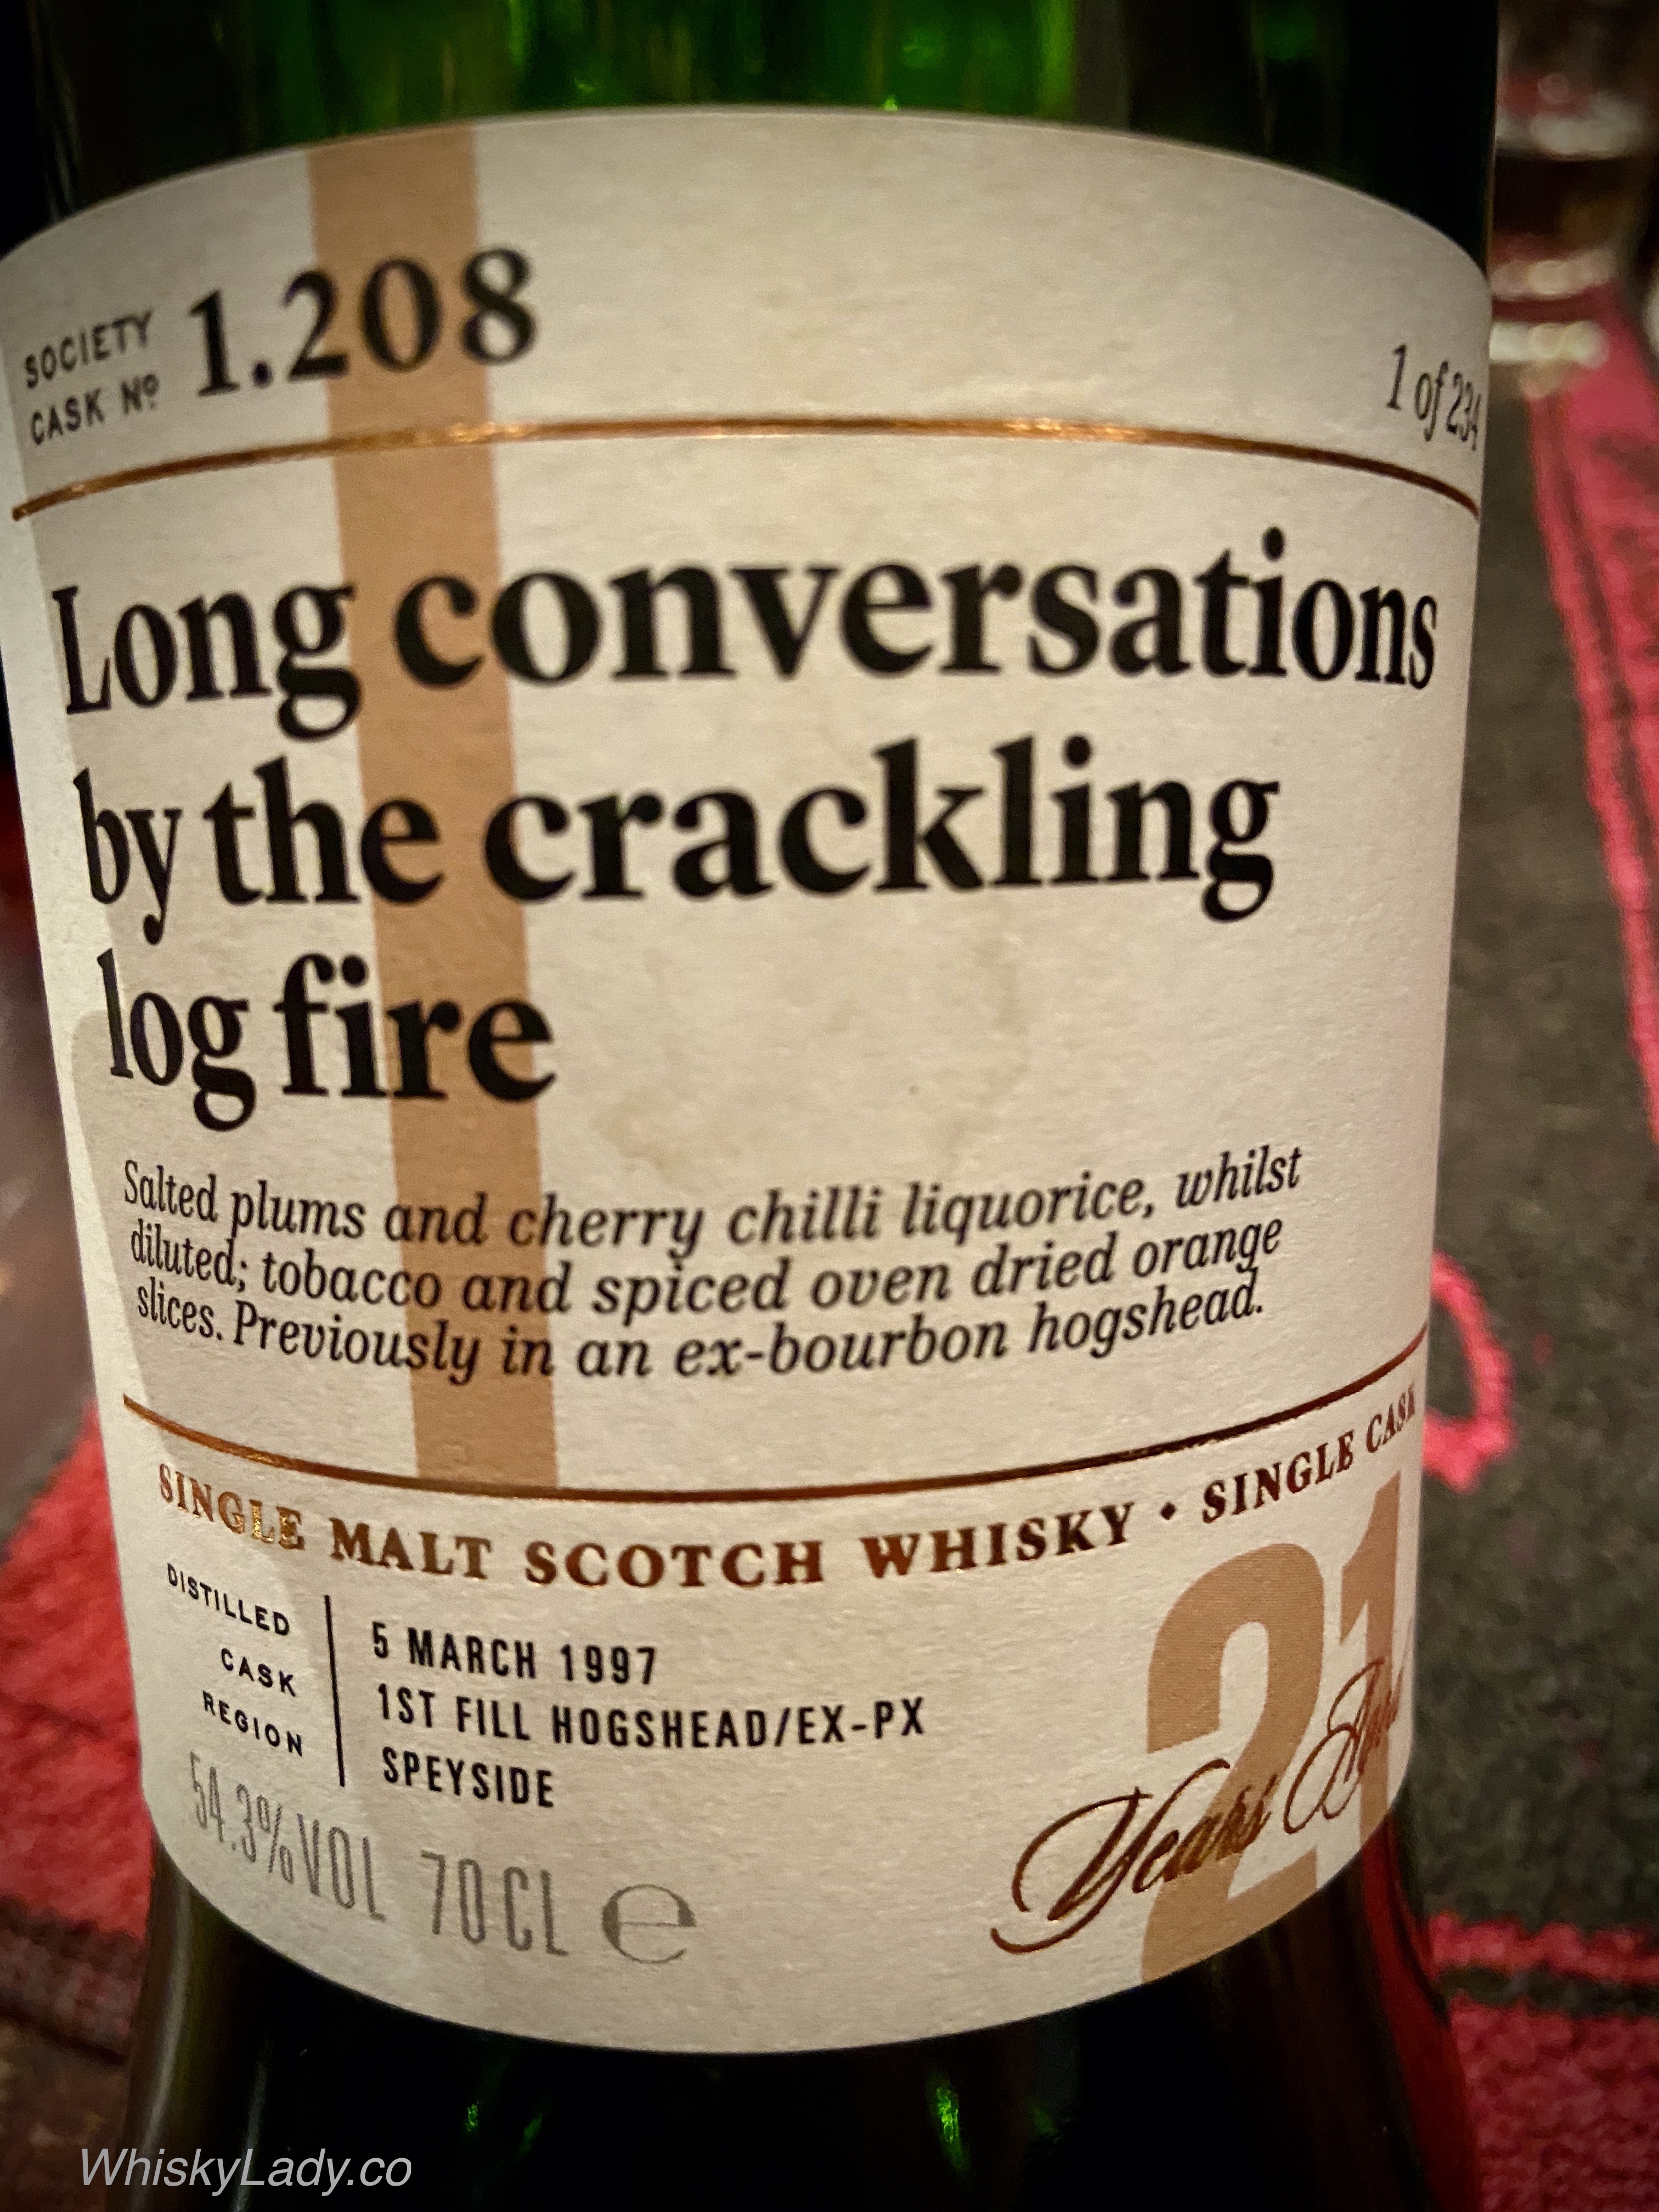 SOCIETY
CASK Nº 1.208
1 of 234
Long conversations
by the crackling
log fire
Salted plums and cherry chilli liquorice, whilst
diluted; tobacco and spiced oven dried orange
slices. Previously in an ex-bourbon hogshead.
SINGLE MALT SCOTCH WHISKY • SINGLE CASK
DISTILLED 5 MARCH 1997
CASK 1ST FILL HOGSHEAD/EX-PX
REGION SPEYSIDE
21
Years Aged
54.3%VOL 70CL ℮
WhiskyLady.co